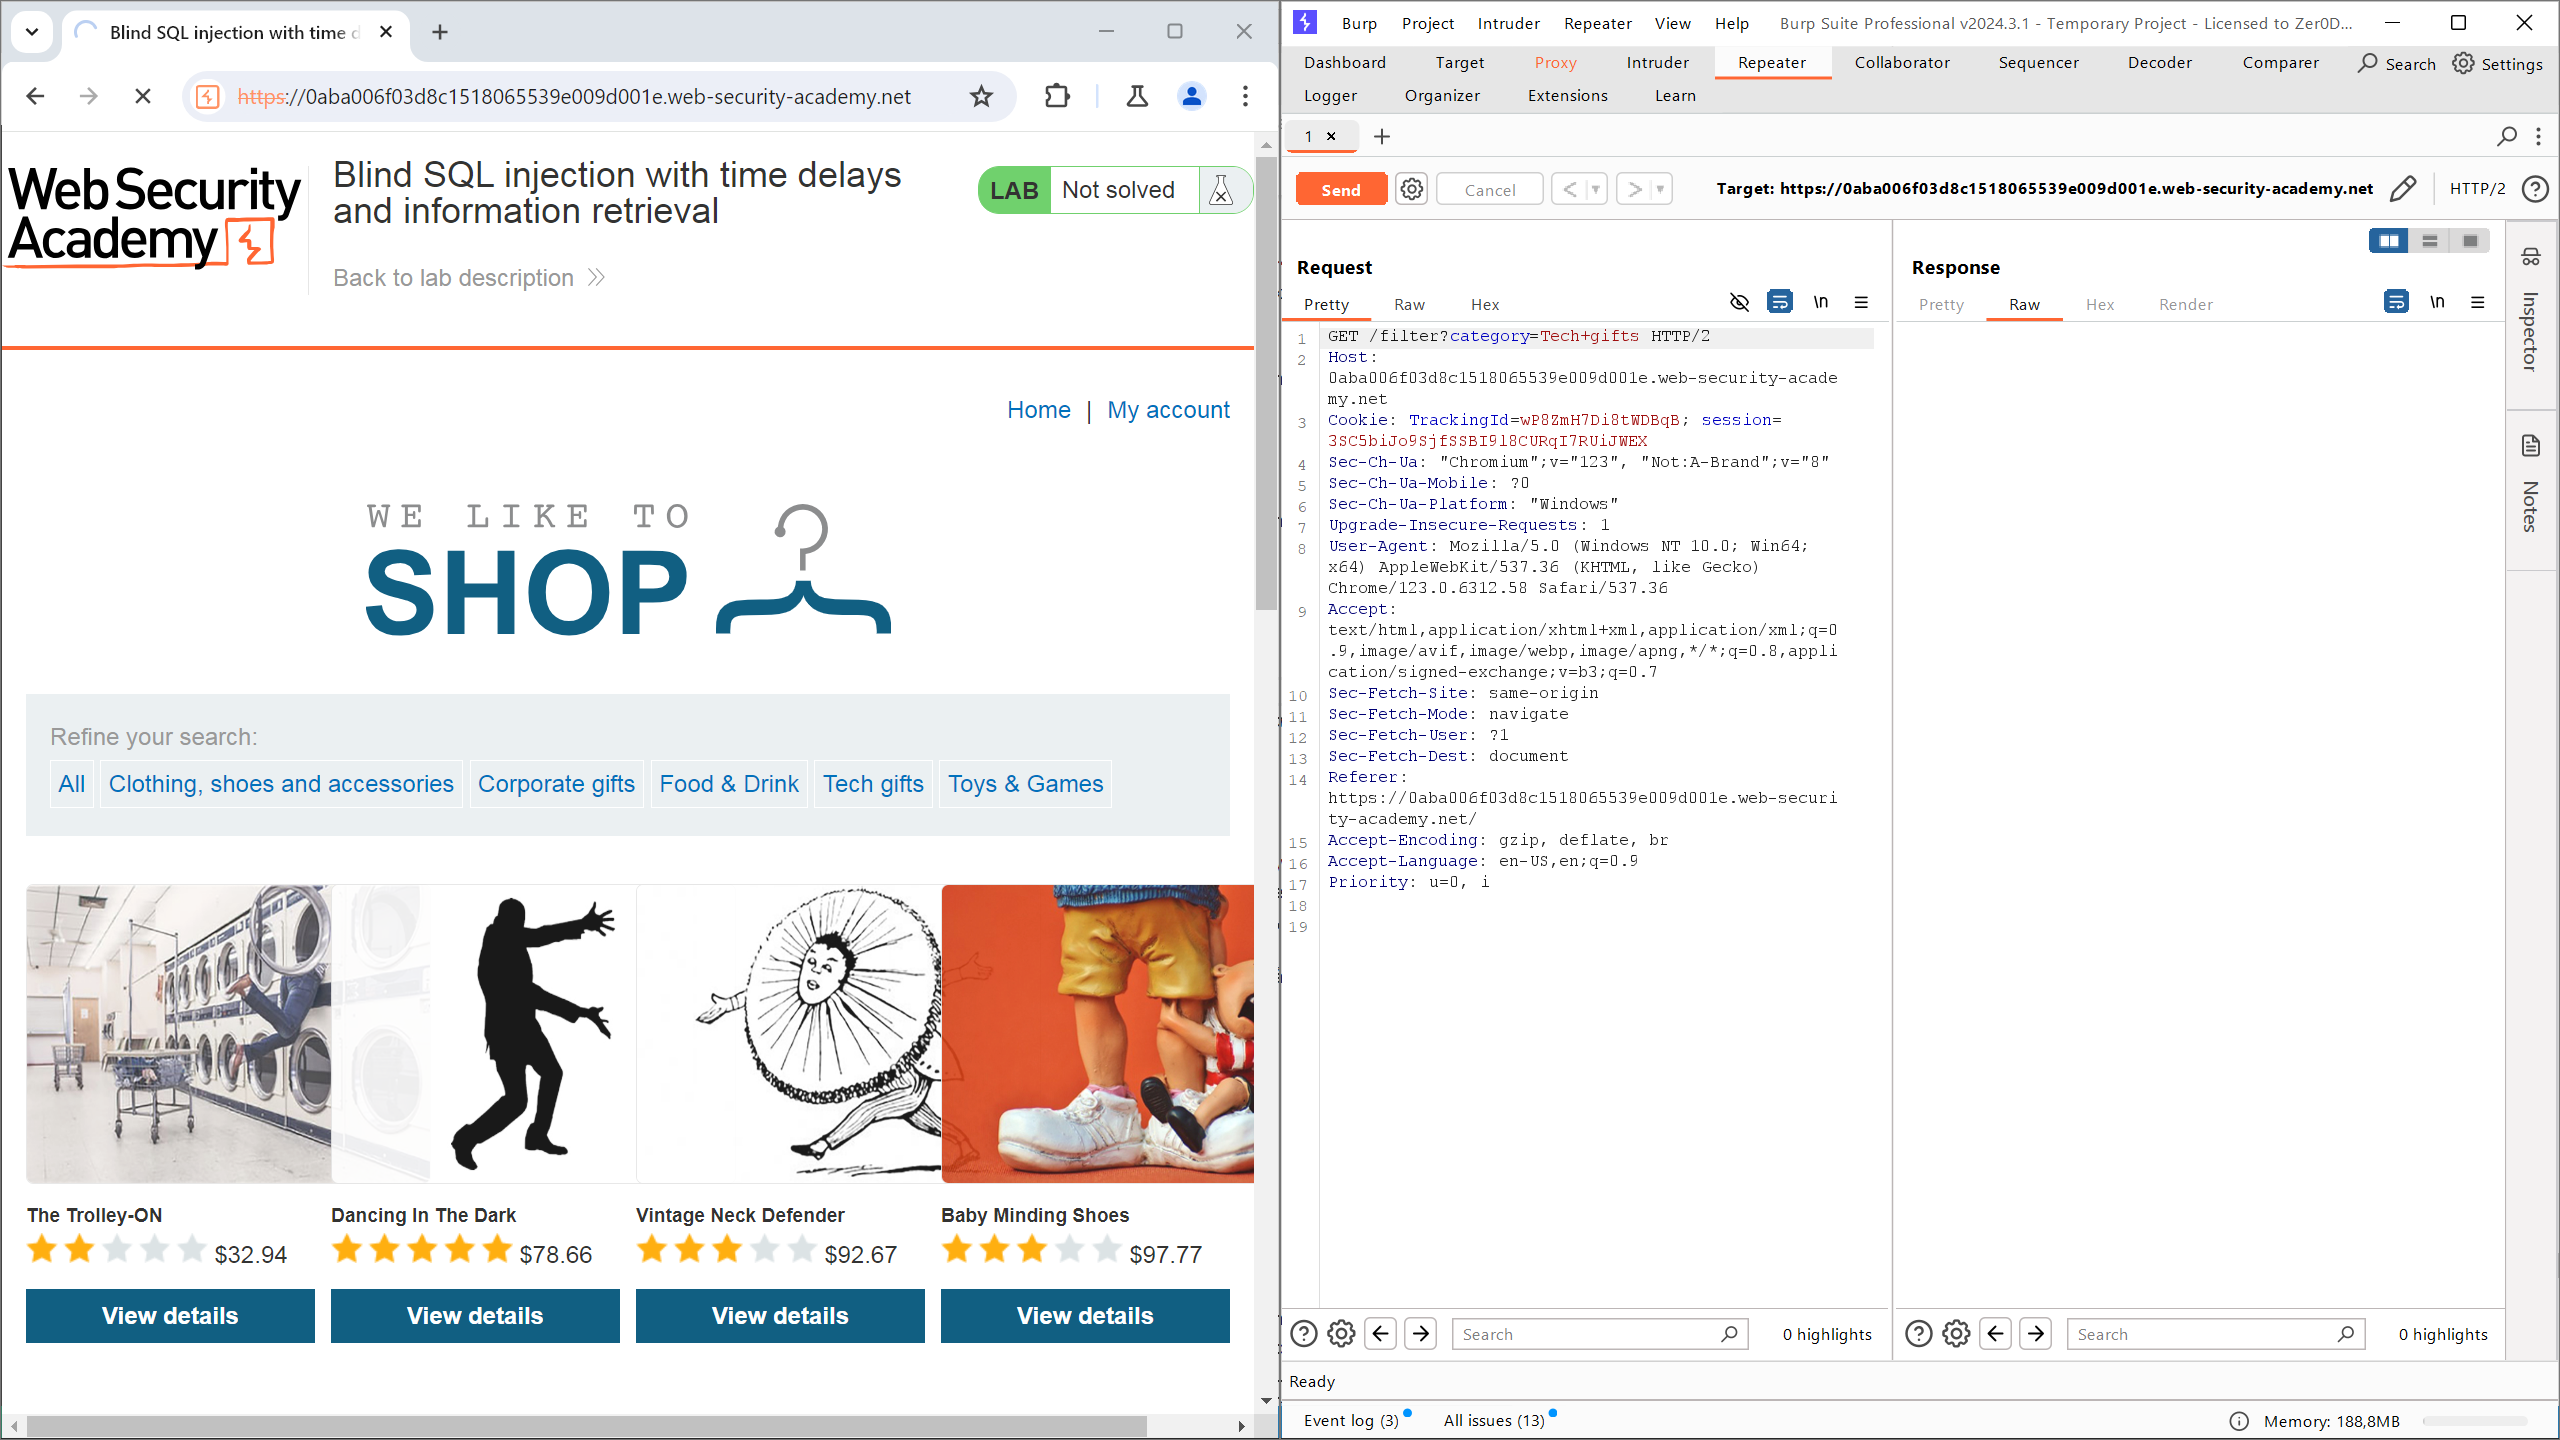 Blind SQL injection with time d
https://0aba006f03d8c1518065539e009d001e.web-security-academy.net
Web Security
Academy
Blind SQL injection with time delays
and information retrieval
Back to lab description
LAB Not solved
Home | My account
WE LIKE TO
SHOP
Refine your search:
All Clothing, shoes and accessories Corporate gifts Food & Drink Tech gifts Toys & Games
The Trolley-ON Dancing In The Dark Vintage Neck Defender Baby Minding Shoes
$32.94 $78.66 $92.67 $97.77
View details View details View details View details
Burp Project Intruder Repeater View Help Burp Suite Professional v2024.3.1 - Temporary Project - Licensed to Zer0D...
Dashboard Target Proxy Intruder Repeater Collaborator Sequencer Decoder Comparer Search Settings
Logger Organizer Extensions Learn
1
Send Cancel < > Target: https://0aba006f03d8c1518065539e009d001e.web-security-academy.net HTTP/2
Request
Pretty Raw Hex \n
1 GET /filter?category=Tech+gifts HTTP/2
2 Host:
0aba006f03d8c1518065539e009d001e.web-security-acade
my.net
3 Cookie: TrackingId=wP8ZmH7Di8tWDBqB; session=
3SC5biJo9SjfSSBI9l8CURqI7RUiJWEX
4 Sec-Ch-Ua: "Chromium";v="123", "Not:A-Brand";v="8"
5 Sec-Ch-Ua-Mobile: ?0
6 Sec-Ch-Ua-Platform: "Windows"
7 Upgrade-Insecure-Requests: 1
8 User-Agent: Mozilla/5.0 (Windows NT 10.0; Win64;
x64) AppleWebKit/537.36 (KHTML, like Gecko)
Chrome/123.0.6312.58 Safari/537.36
9 Accept:
text/html,application/xhtml+xml,application/xml;q=0
.9,image/avif,image/webp,image/apng,*/*;q=0.8,appli
cation/signed-exchange;v=b3;q=0.7
10 Sec-Fetch-Site: same-origin
11 Sec-Fetch-Mode: navigate
12 Sec-Fetch-User: ?1
13 Sec-Fetch-Dest: document
14 Referer:
https://0aba006f03d8c1518065539e009d001e.web-securi
ty-academy.net/
15 Accept-Encoding: gzip, deflate, br
16 Accept-Language: en-US,en;q=0.9
17 Priority: u=0, i
18
19
Search 0 highlights
Response
Pretty Raw Hex Render \n
Search 0 highlights
Inspector
Notes
Ready
Event log (3) All issues (13) Memory: 188,8MB